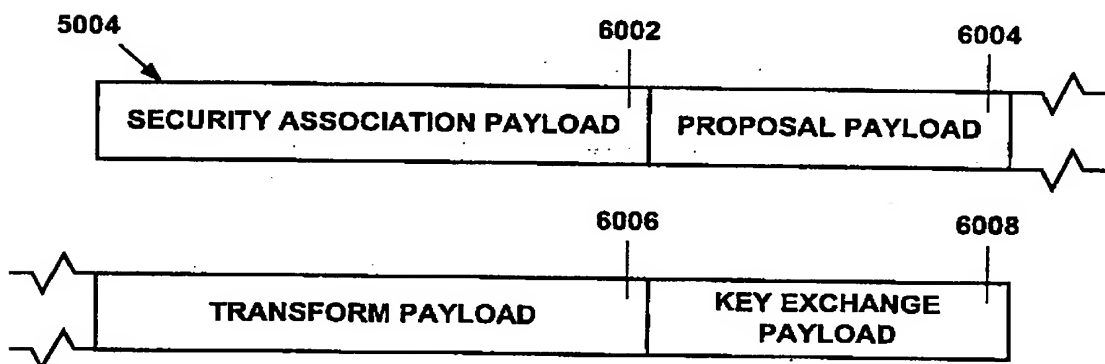 5004
6002
6004
SECURITY ASSOCIATION PAYLOAD
PROPOSAL PAYLOAD
6006
6008
TRANSFORM PAYLOAD
KEY EXCHANGE
PAYLOAD